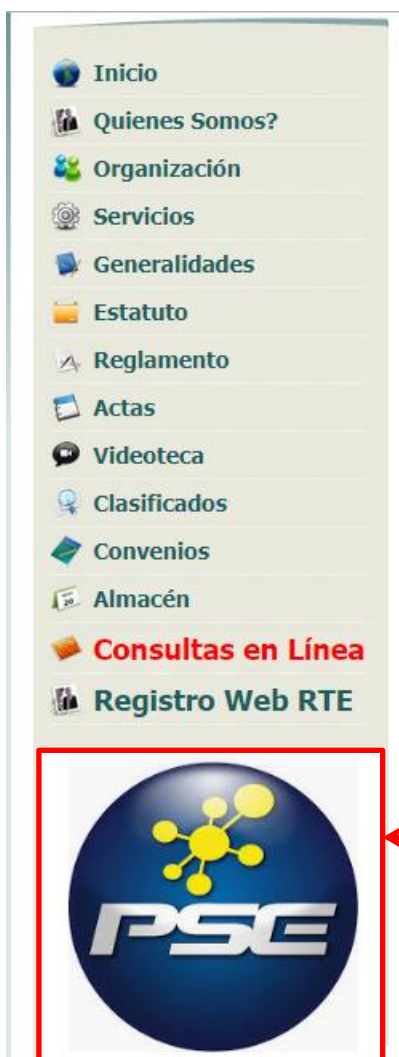 Inicio
Quienes Somos?
Organización
Servicios
Generalidades
Estatuto
Reglamento
Actas
Videoteca
Clasificados
Convenios
Almacén
Consultas en Línea
Registro Web RTE
PSE